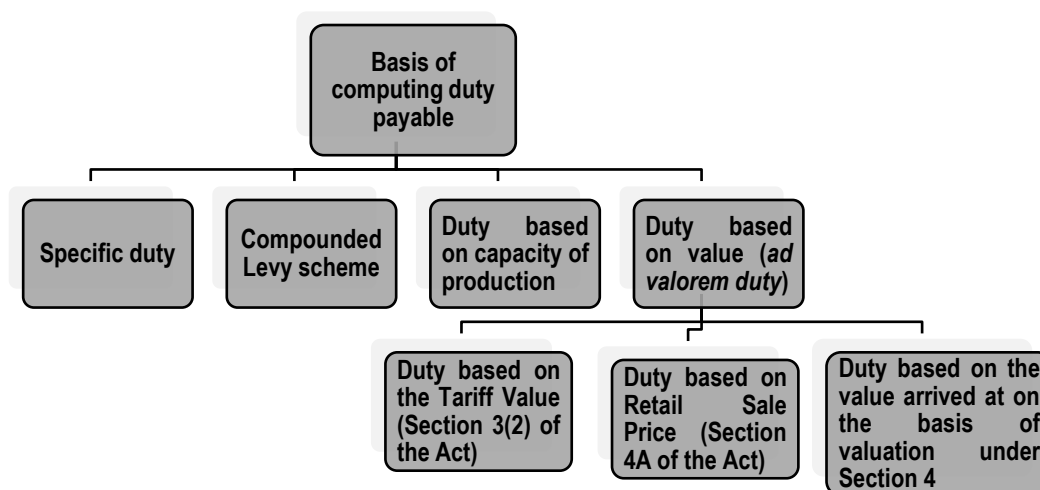 Basis of
computing duty
payable
Specific duty
Compounded
Levy scheme
Duty based
on capacity of
production
Duty based
on value (ad
valorem duty)
Duty based on
the Tariff Value
(Section 3(2) of
the Act)
Duty based on
Retail Sale
Price (Section
4A of the Act)
Duty based on the
value arrived at on
the basis of
valuation under
Section 4